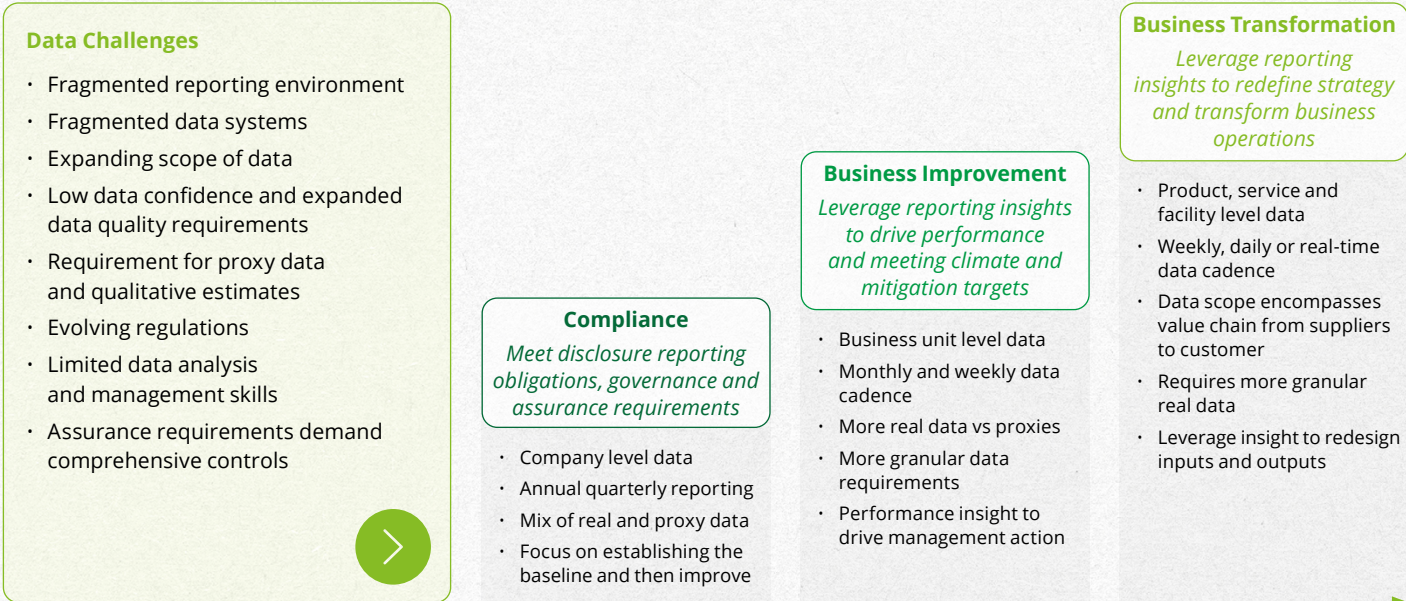 Data Challenges
· Fragmented reporting environment
· Fragmented data systems
· Expanding scope of data
· Low data confidence and expanded
data quality requirements
· Requirement for proxy data
and qualitative estimates
· Evolving regulations
· Limited data analysis
and management skills
· Assurance requirements demand
comprehensive controls
Compliance
Meet disclosure reporting
obligations, governance and
assurance requirements
· Company level data
· Annual quarterly reporting
· Mix of real and proxy data
· Focus on establishing the
baseline and then improve
Business Improvement
Leverage reporting insights
to drive performance
and meeting climate and
mitigation targets
· Business unit level data
· Monthly and weekly data
cadence
· More real data vs proxies
· More granular data
requirements
· Performance insight to
drive management action
Business Transformation
Leverage reporting
insights to redefine strategy
and transform business
operations
· Product, service and
facility level data
· Weekly, daily or real-time
data cadence
· Data scope encompasses
value chain from suppliers
to customer
· Requires more granular
real data
· Leverage insight to redesign
inputs and outputs